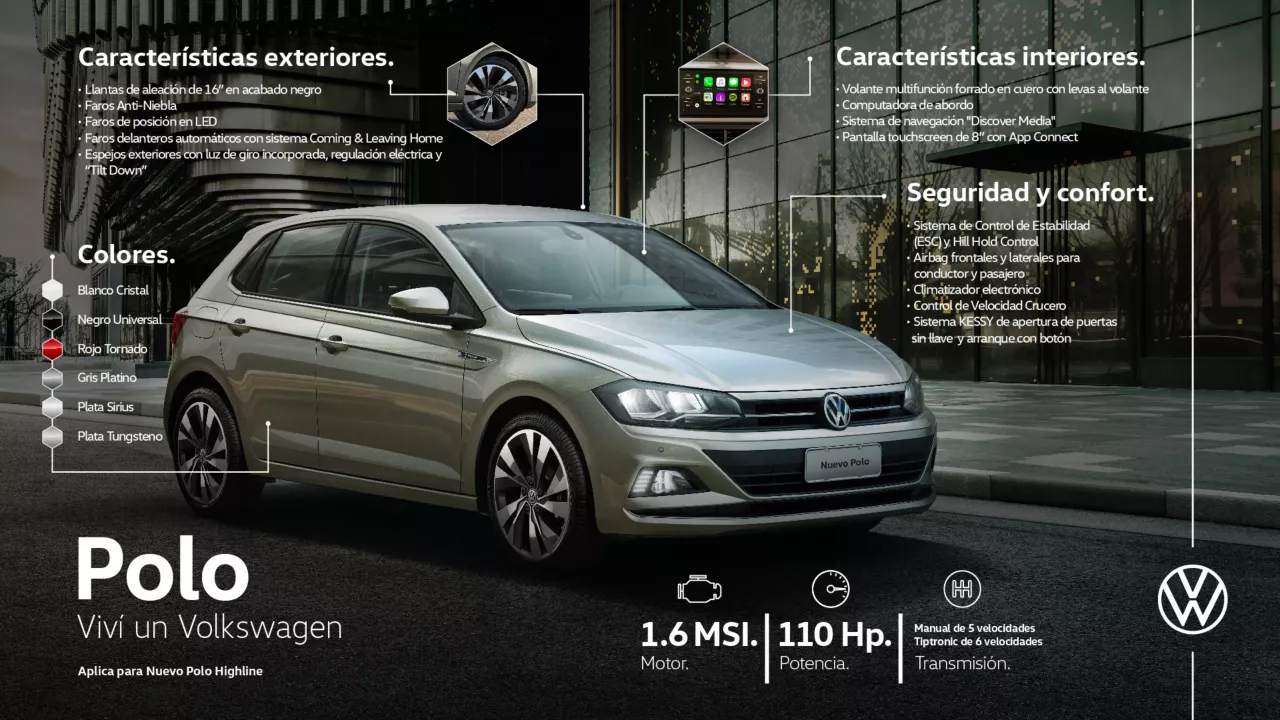 Características exteriores.
· Llantas de aleación de 16” en acabado negro
· Faros Anti-Niebla
· Faros de posición en LED
· Faros delanteros automáticos con sistema Coming & Leaving Home
· Espejos exteriores con luz de giro incorporada, regulación eléctrica y
“Tilt Down”
Características interiores.
· Volante multifunción forrado en cuero con levas al volante
· Computadora de abordo
· Sistema de navegación "Discover Media"
· Pantalla touchscreen de 8” con App Connect
Seguridad y confort.
· Sistema de Control de Estabilidad
(ESC) y Hill Hold Control
· Airbag frontales y laterales para
conductor y pasajero
· Climatizador electrónico
· Control de Velocidad Crucero
· Sistema KESSY de apertura de puertas
sin llave y arranque con botón
Colores.
Blanco Cristal
Negro Universal
Rojo Tornado
Gris Platino
Plata Sirius
Plata Tungsteno
Nuevo Polo
Polo
Viví un Volkswagen
Aplica para Nuevo Polo Highline
1.6 MSI.
Motor.
110 Hp.
Potencia.
Manual de 5 velocidades
Tiptronic de 6 velocidades
Transmisión.